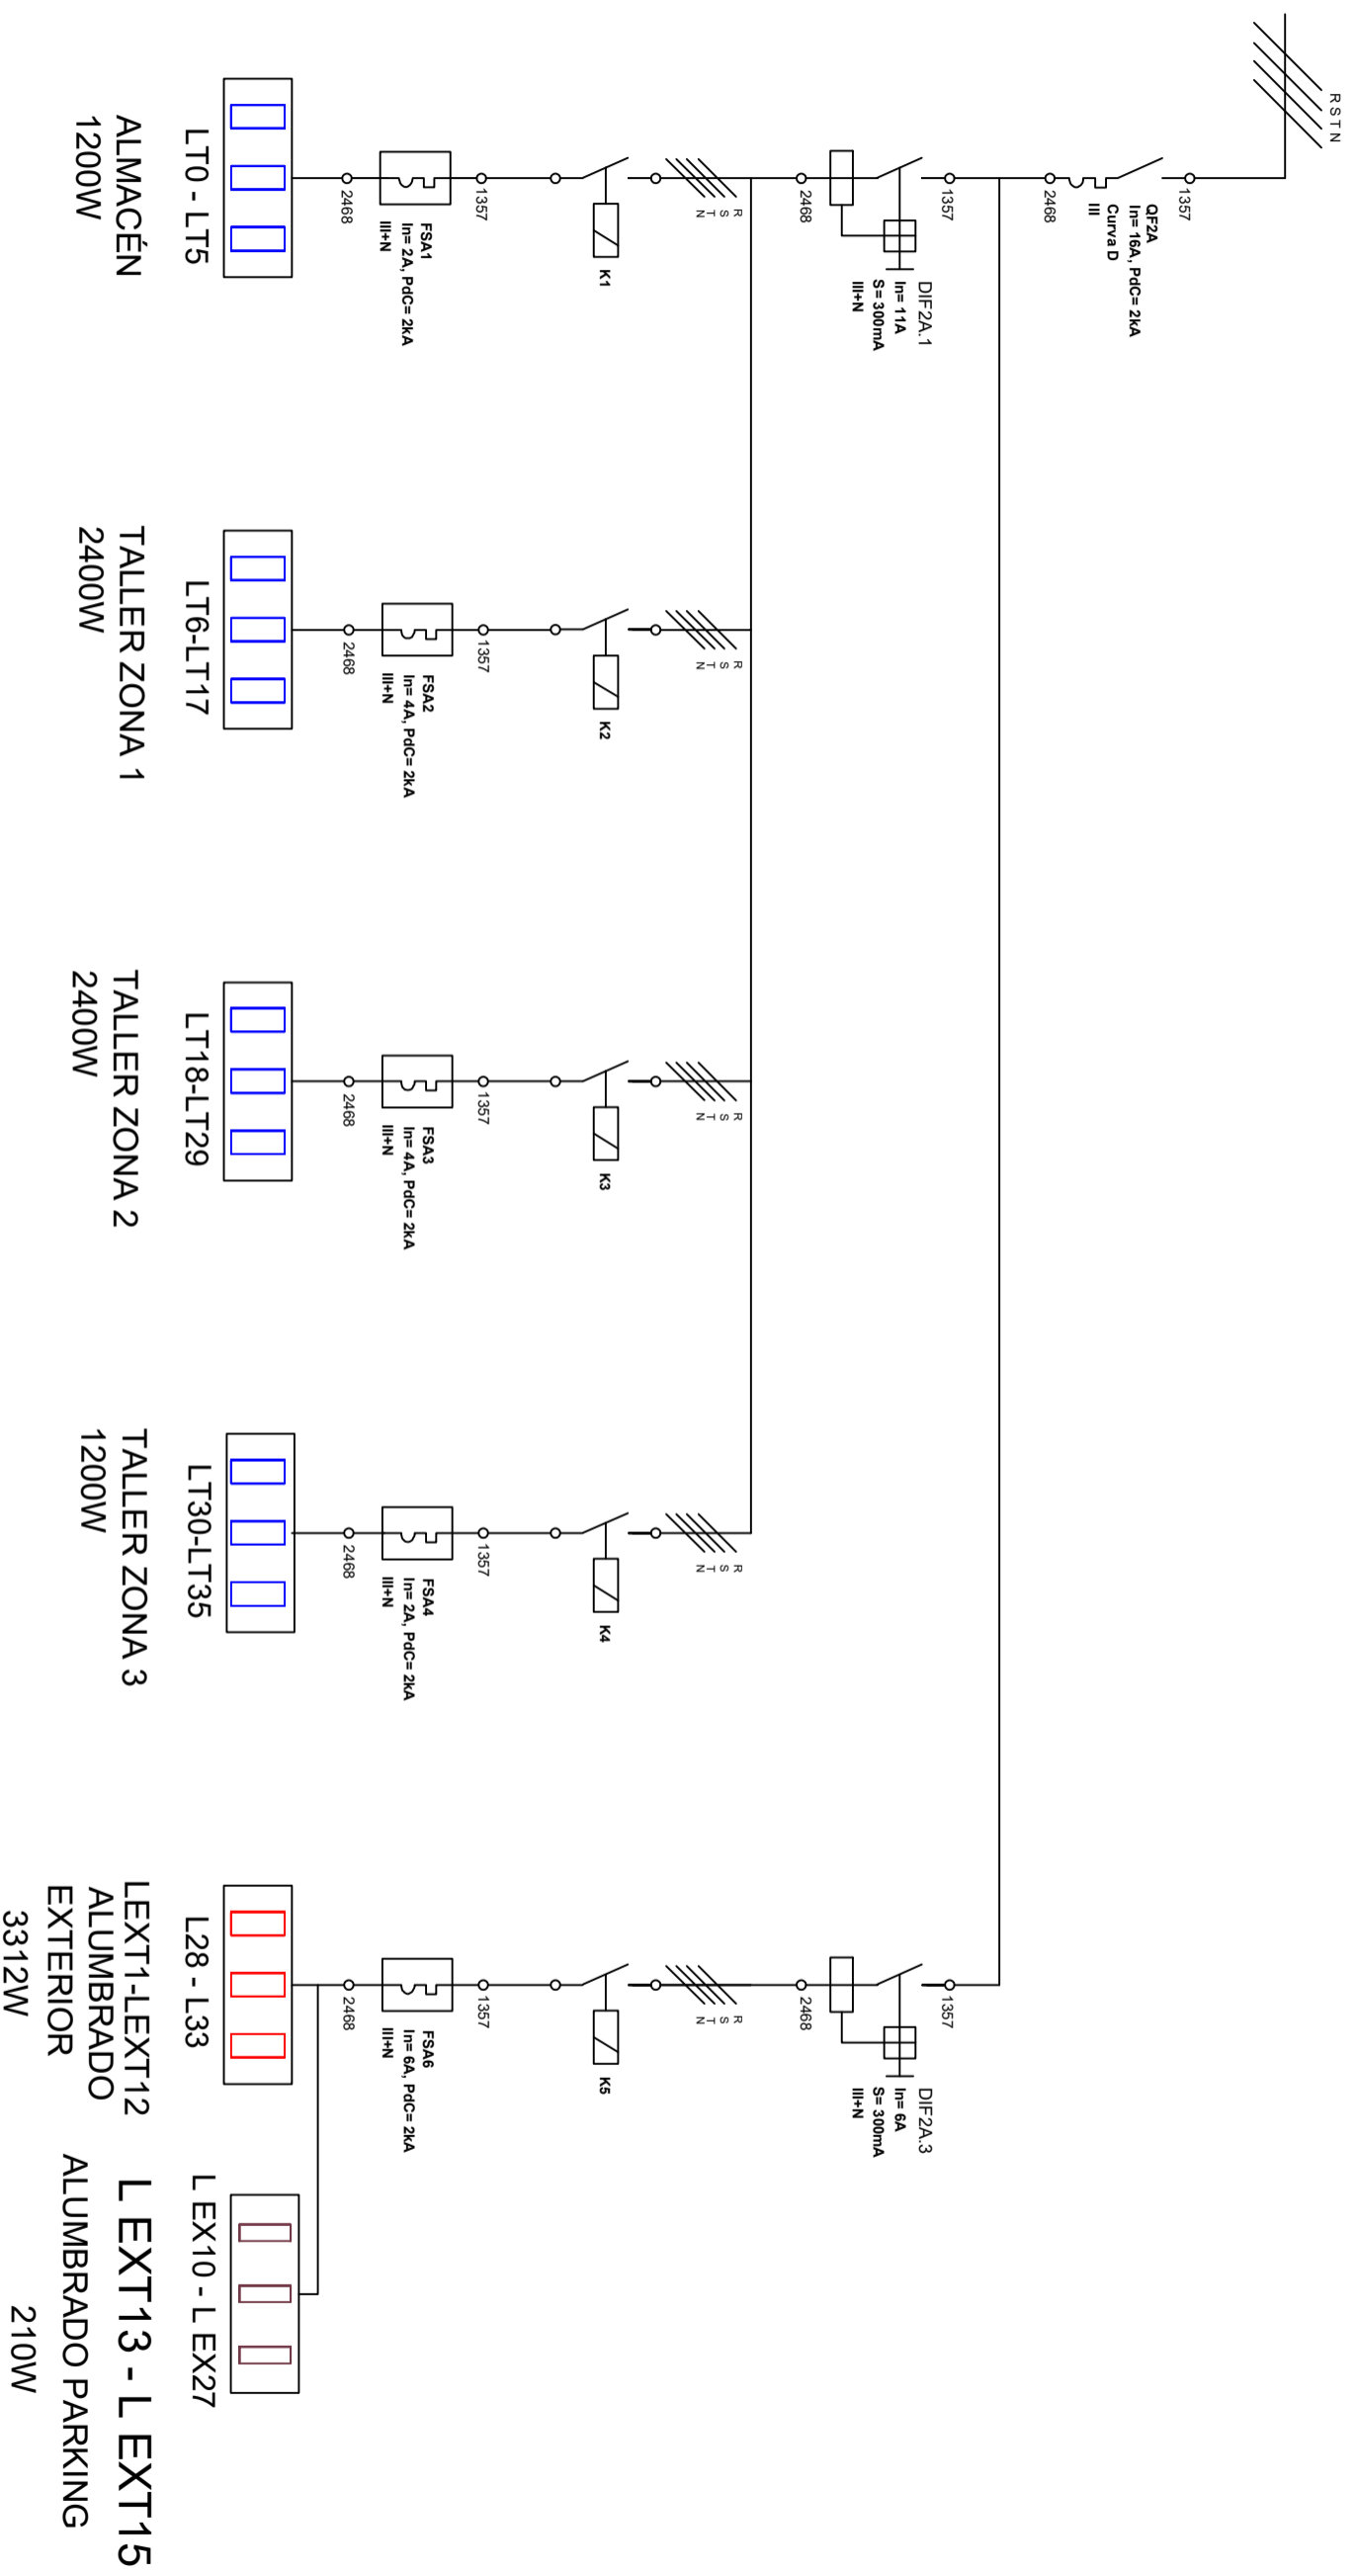 R S T N
1357
QF2A
In= 16A, PdC= 2kA
Curva D
III
2468
1357
DIF2A.1
In= 11A
S= 300mA
III+N
2468
R
S
T
N
K1
1357
FSA1
In= 2A, PdC= 2kA
III+N
2468
LT0 - LT5
ALMACÉN
1200W
R
S
T
N
K2
1357
FSA2
In= 4A, PdC= 2kA
III+N
2468
LT6-LT17
TALLER ZONA 1
2400W
R
S
T
N
K3
1357
FSA3
In= 4A, PdC= 2kA
III+N
2468
LT18-LT29
TALLER ZONA 2
2400W
R
S
T
N
K4
1357
FSA4
In= 2A, PdC= 2kA
III+N
2468
LT30-LT35
TALLER ZONA 3
1200W
1357
DIF2A.3
In= 6A
S= 300mA
III+N
2468
R
S
T
N
K5
1357
FSA6
In= 6A, PdC= 2kA
III+N
2468
L28 - L33
LEXT1-LEXT12
ALUMBRADO
EXTERIOR
3312W
L EX10 - L EX27
L EXT13 - L EXT15
ALUMBRADO PARKING
210W